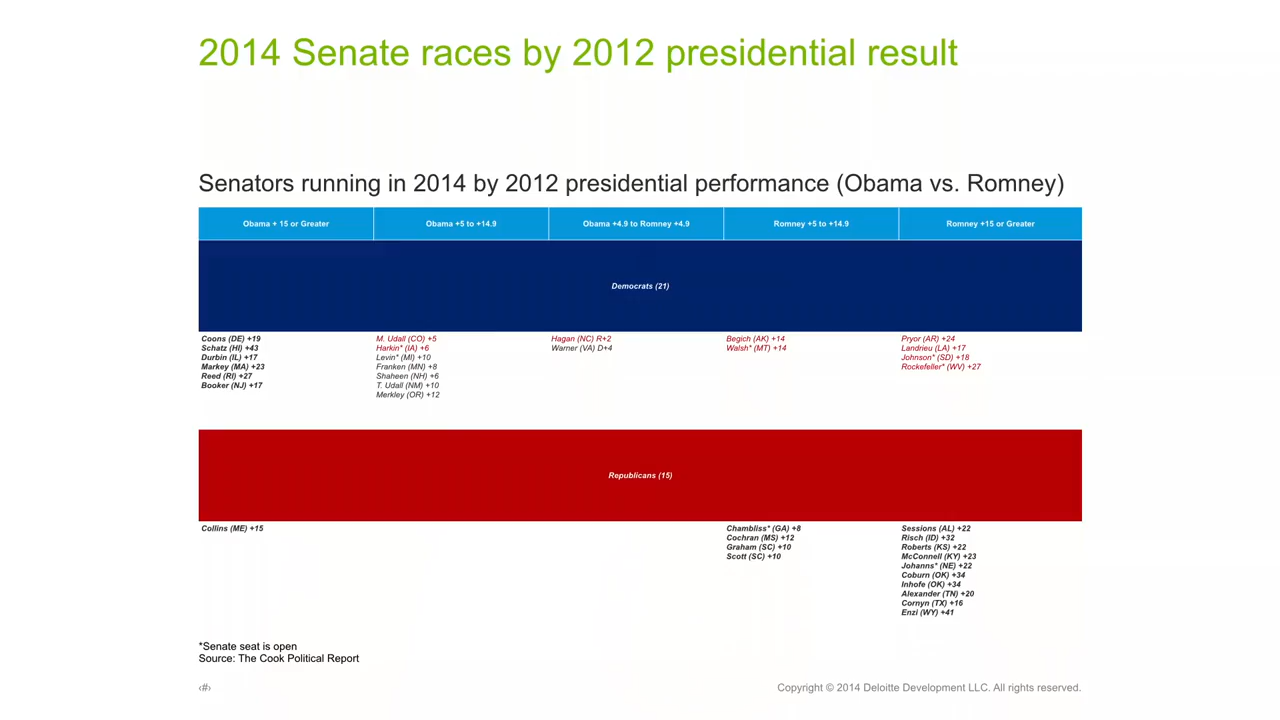 2014 Senate races by 2012 presidential result
Senators running in 2014 by 2012 presidential performance (Obama vs. Romney)
Obama + 15 or Greater
Obama +5 to +14.9
Obama +4.9 to Romney +4.9
Romney +5 to +14.9
Romney +15 or Greater
Democrats (21)
Coons (DE) +19
Schatz (HI) +43
Durbin (IL) +17
Markey (MA) +23
Reed (RI) +27
Booker (NJ) +17
M. Udall (CO) +5
Harkin* (IA) +6
Levin* (MI) +10
Franken (MN) +8
Shaheen (NH) +6
T. Udall (NM) +10
Merkley (OR) +12
Hagan (NC) R+2
Warner (VA) D+4
Begich (AK) +14
Walsh* (MT) +14
Pryor (AR) +24
Landrieu (LA) +17
Johnson* (SD) +18
Rockefeller* (WV) +27
Republicans (15)
Collins (ME) +15
Chambliss* (GA) +8
Cochran (MS) +12
Graham (SC) +10
Scott (SC) +10
Sessions (AL) +22
Risch (ID) +32
Roberts (KS) +22
McConnell (KY) +23
Johanns* (NE) +22
Coburn (OK) +34
Inhofe (OK) +34
Alexander (TN) +20
Cornyn (TX) +16
Enzi (WY) +41
*Senate seat is open
Source: The Cook Political Report
‹#›
Copyright © 2014 Deloitte Development LLC. All rights reserved.